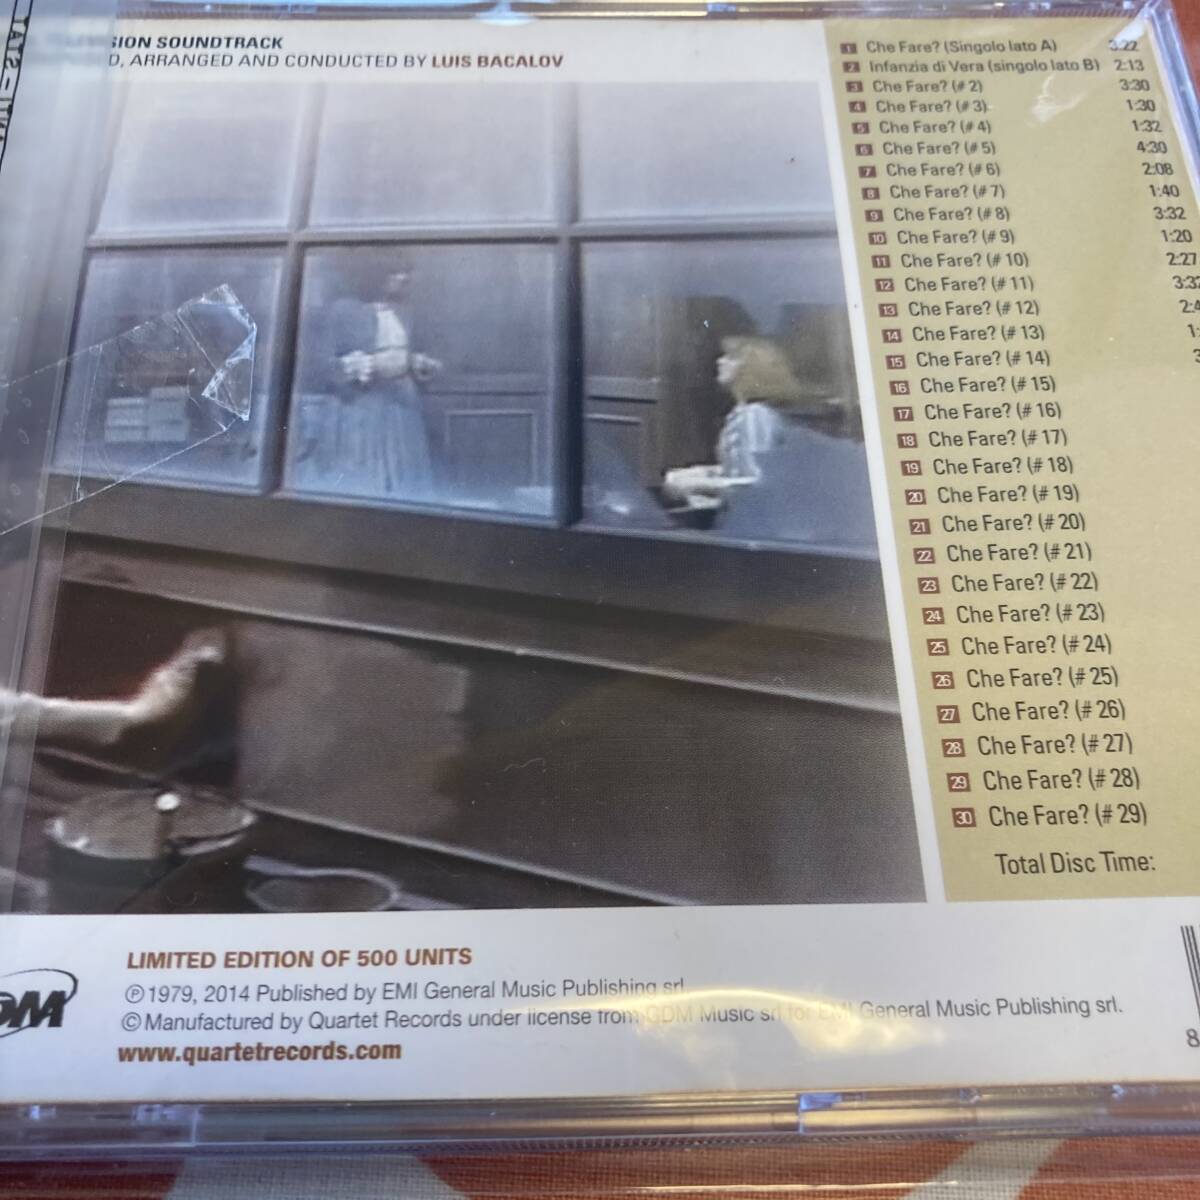 SION SOUNDTRACK
D, ARRANGED AND CONDUCTED BY LUIS BACALOV
1 Che Fare? (Singolo lato A) 3:22
2 Infanzia di Vera (singolo lato B) 2:13
3 Che Fare? (# 2) 3:30
4 Che Fare? (# 3) 1:30
5 Che Fare? (# 4) 1:32
6 Che Fare? (# 5) 4:30
7 Che Fare? (# 6) 2:08
8 Che Fare? (# 7) 1:40
9 Che Fare? (# 8) 3:32
10 Che Fare? (# 9) 1:20
11 Che Fare? (# 10) 2:27
12 Che Fare? (# 11) 3:32
13 Che Fare? (# 12) 2:4
14 Che Fare? (# 13) 1:
15 Che Fare? (# 14) 3
16 Che Fare? (# 15)
17 Che Fare? (# 16)
18 Che Fare? (# 17)
19 Che Fare? (# 18)
20 Che Fare? (# 19)
21 Che Fare? (# 20)
22 Che Fare? (# 21)
23 Che Fare? (# 22)
24 Che Fare? (# 23)
25 Che Fare? (# 24)
26 Che Fare? (# 25)
27 Che Fare? (# 26)
28 Che Fare? (# 27)
29 Che Fare? (# 28)
30 Che Fare? (# 29)
Total Disc Time:
LIMITED EDITION OF 500 UNITS
℗ 1979, 2014 Published by EMI General Music Publishing srl.
© Manufactured by Quartet Records under license from GDM Music srl for EMI General Music Publishing srl.
www.quartetrecords.com
DM
8